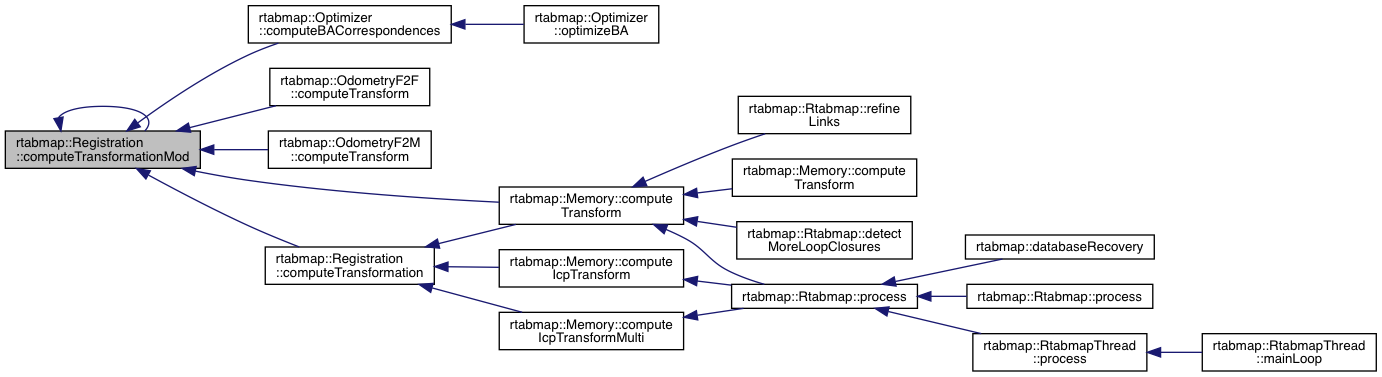 rtabmap::Optimizer
::computeBACorrespondences
rtabmap::Optimizer
::optimizeBA
rtabmap::OdometryF2F
::computeTransform
rtabmap::Registration
::computeTransformationMod
rtabmap::OdometryF2M
::computeTransform
rtabmap::Rtabmap::refine
Links
rtabmap::Memory::compute
Transform
rtabmap::Memory::compute
Transform
rtabmap::Rtabmap::detect
MoreLoopClosures
rtabmap::Registration
::computeTransformation
rtabmap::Memory::compute
IcpTransform
rtabmap::Memory::compute
IcpTransformMulti
rtabmap::Rtabmap::process
rtabmap::databaseRecovery
rtabmap::Rtabmap::process
rtabmap::RtabmapThread
::process
rtabmap::RtabmapThread
::mainLoop